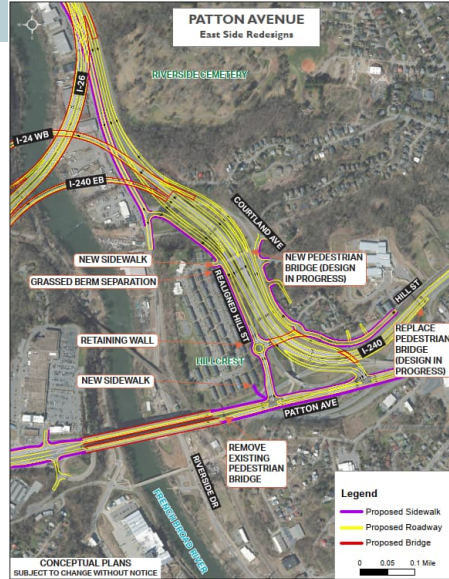 PATTON AVENUE
East Side Redesigns
RIVERSIDE CEMETERY
I-26
I-24 WB
I-240 EB
COURTLAND AVE
NEW SIDEWALK
GRASSED BERM SEPARATION
NEW PEDESTRIAN
BRIDGE (DESIGN
IN PROGRESS)
HILL ST
REALIGNED HILL ST
RETAINING WALL
HILLCREST
I-240
REPLACE
PEDESTRIAN
BRIDGE
(DESIGN IN
PROGRESS)
NEW SIDEWALK
PATTON AVE
REMOVE
EXISTING
PEDESTRIAN
BRIDGE
RIVERSIDE DR
FRENCH BROAD RIVER
Legend
Proposed Sidewalk
Proposed Roadway
Proposed Bridge
0 0.05 0.1 Mile
CONCEPTUAL PLANS
SUBJECT TO CHANGE WITHOUT NOTICE